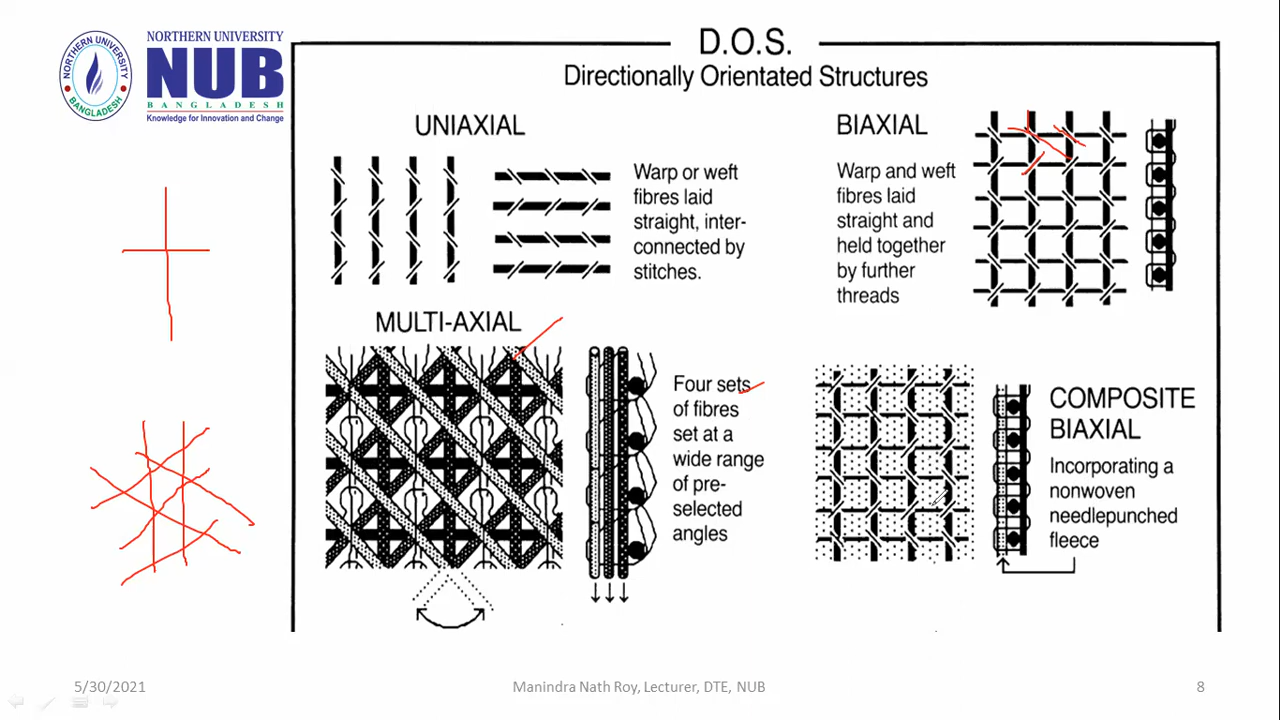 NORTHERN UNIVERSITY
BANGLADESH
NORTHERN UNIVERSITY
NUB
BANGLADESH
Knowledge for Innovation and Change
D.O.S.
Directionally Orientated Structures
UNIAXIAL
Warp or weft
fibres laid
straight, inter-
connected by
stitches.
BIAXIAL
Warp and weft
fibres laid
straight and
held together
by further
threads
MULTI-AXIAL
Four sets
of fibres
set at a
wide range
of pre-
selected
angles
COMPOSITE
BIAXIAL
Incorporating a
nonwoven
needlepunched
fleece
5/30/2021
Manindra Nath Roy, Lecturer, DTE, NUB
8